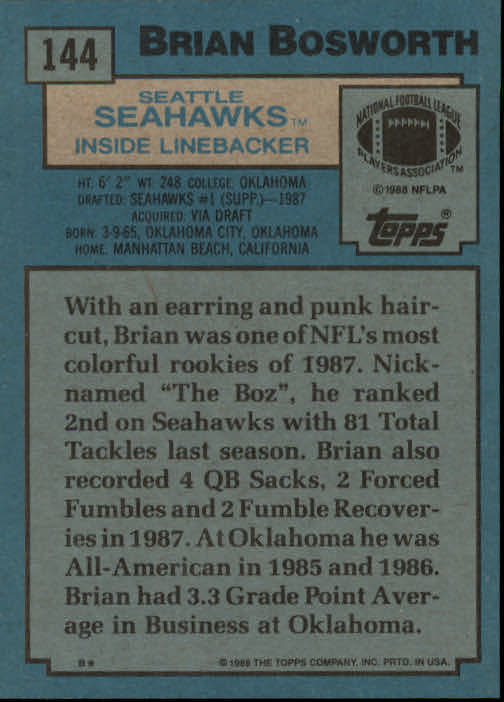 144
BRIAN BOSWORTH
SEATTLE
SEAHAWKS™
INSIDE LINEBACKER
NATIONAL FOOTBALL LEAGUE
PLAYERS ASSOCIATION™
©1988 NFLPA
topps®
HT. 6' 2" WT. 248 COLLEGE: OKLAHOMA
DRAFTED: SEAHAWKS #1 (SUPP.)—1987
ACQUIRED: VIA DRAFT
BORN: 3-9-65, OKLAHOMA CITY, OKLAHOMA
HOME: MANHATTAN BEACH, CALIFORNIA
With an earring and punk hair-
cut, Brian was one of NFL's most
colorful rookies of 1987. Nick-
named "The Boz", he ranked
2nd on Seahawks with 81 Total
Tackles last season. Brian also
recorded 4 QB Sacks, 2 Forced
Fumbles and 2 Fumble Recover-
ies in 1987. At Oklahoma he was
All-American in 1985 and 1986.
Brian had 3.3 Grade Point Aver-
age in Business at Oklahoma.
B* ©1988 THE TOPPS COMPANY, INC. PRTD. IN USA.